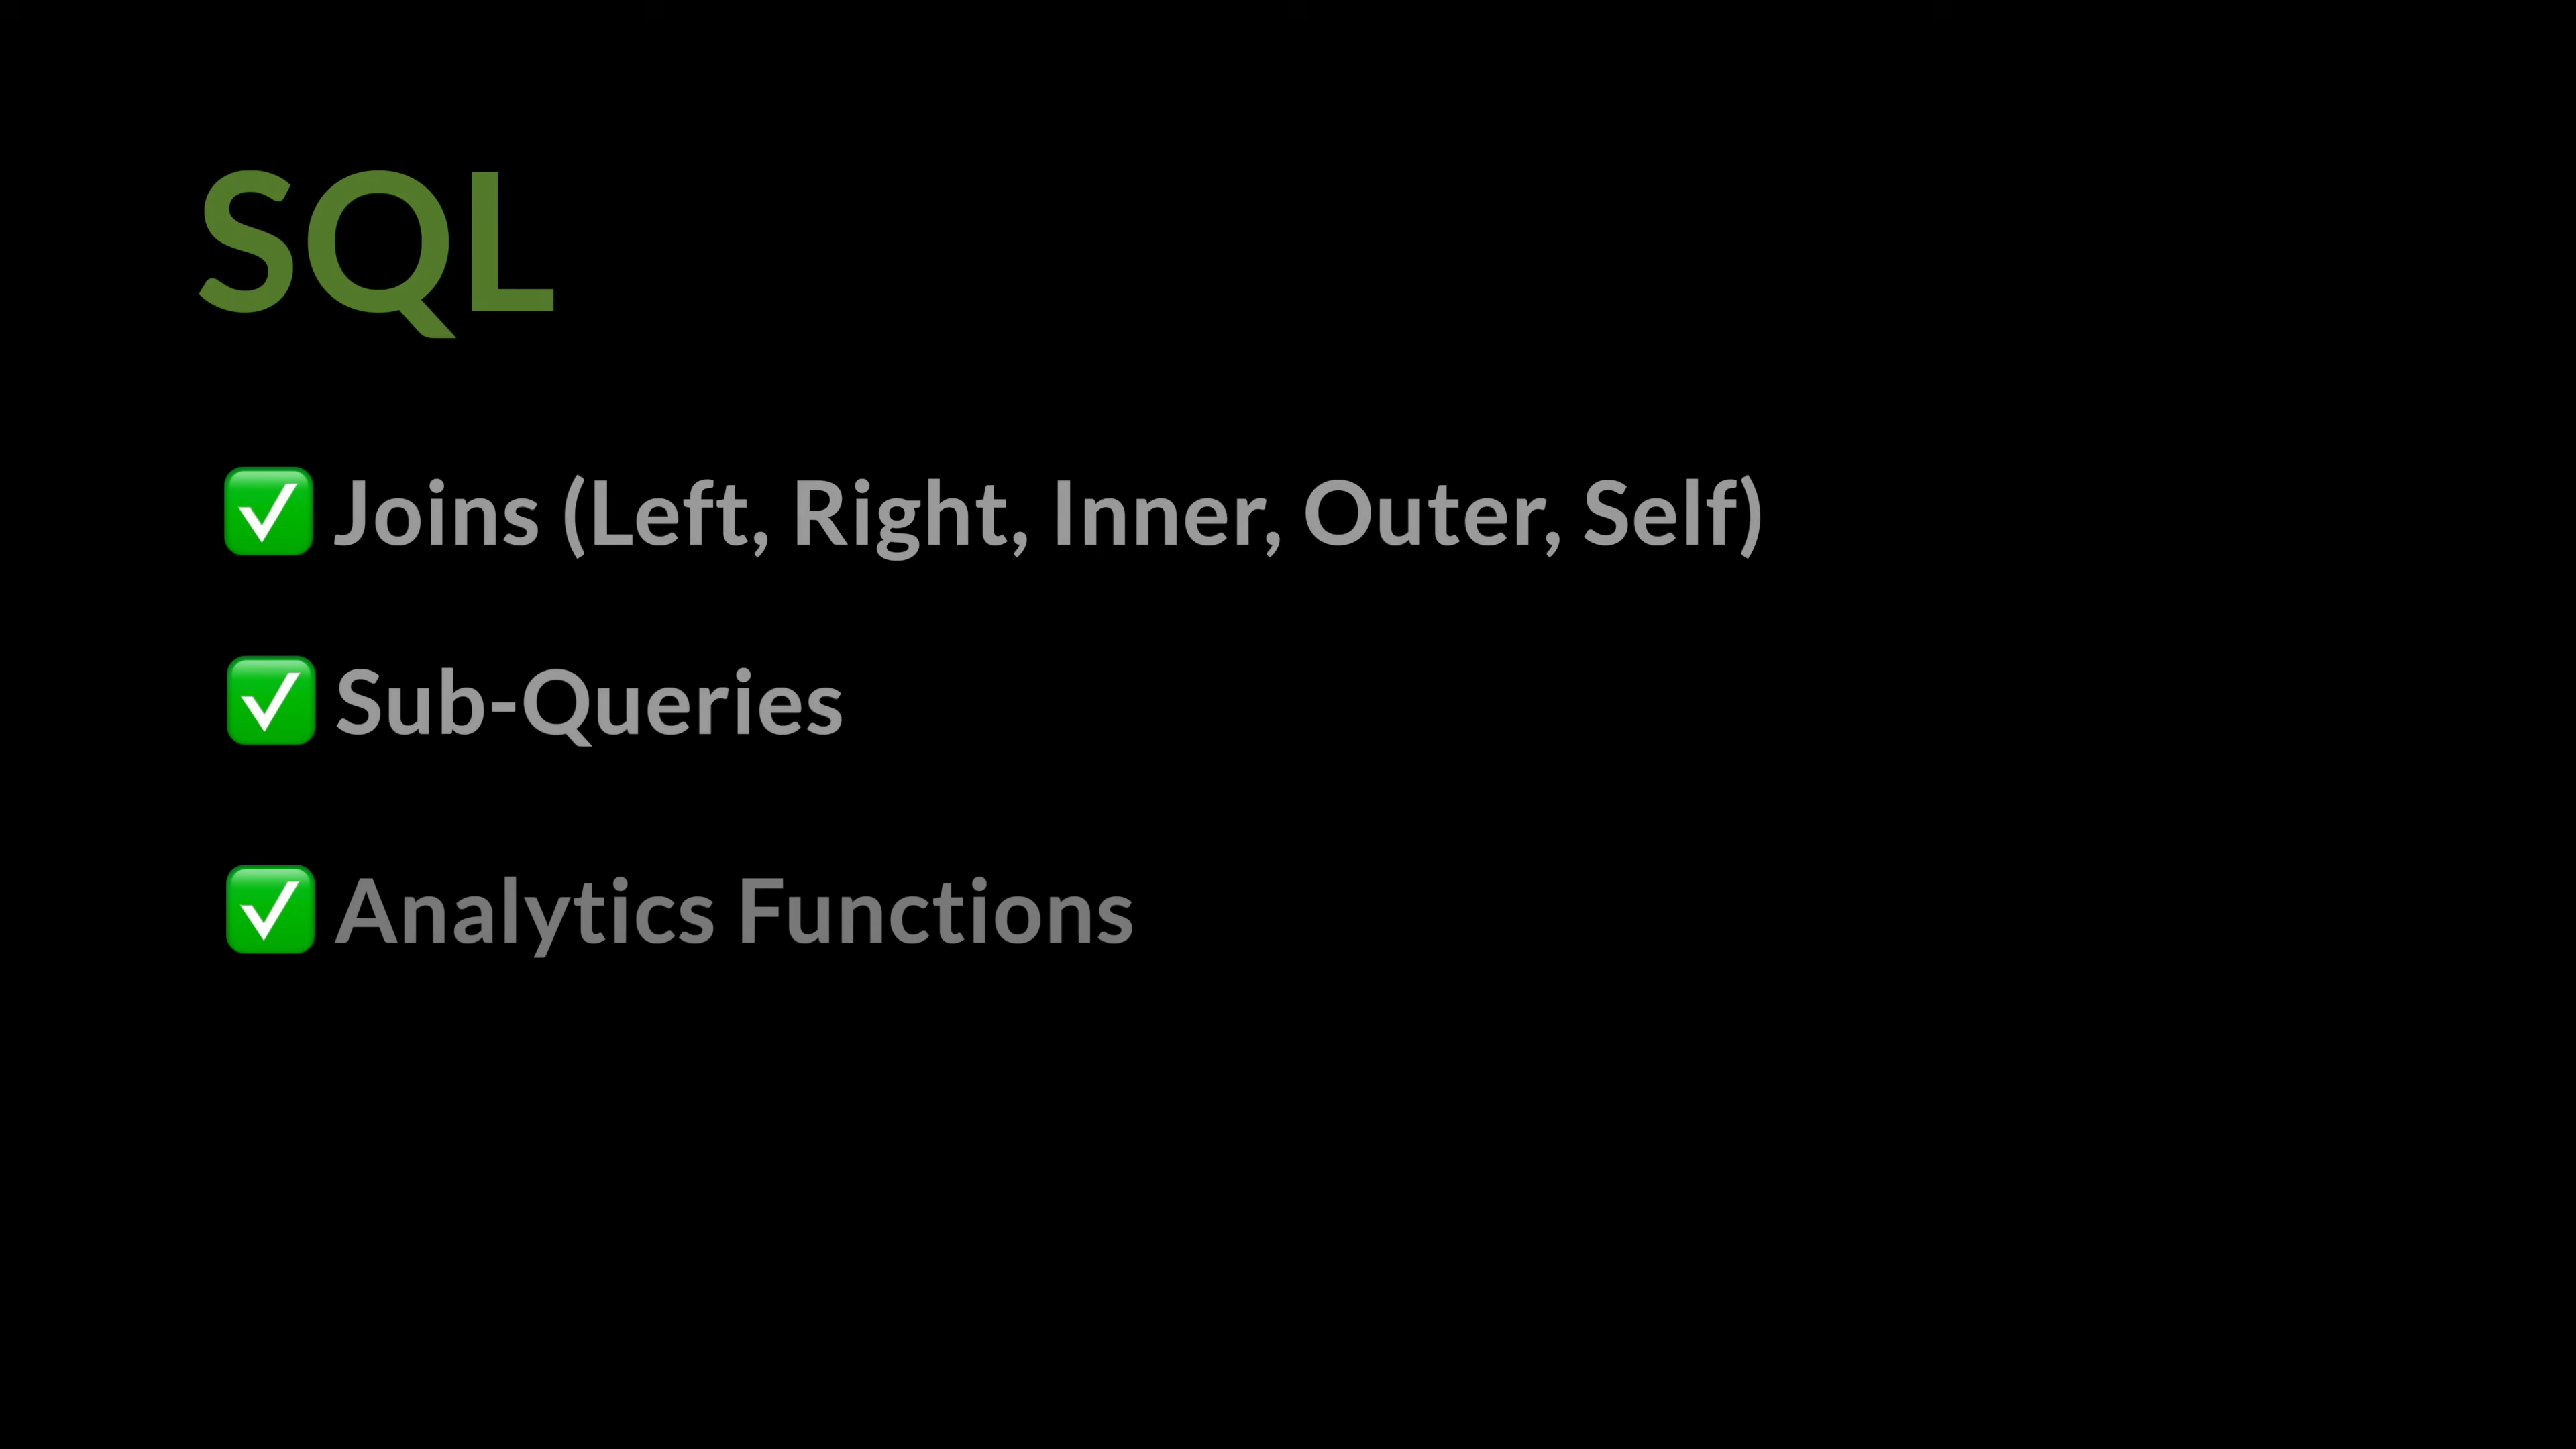 SQL
✅ Joins (Left, Right, Inner, Outer, Self)
✅ Sub-Queries
✅ Analytics Functions